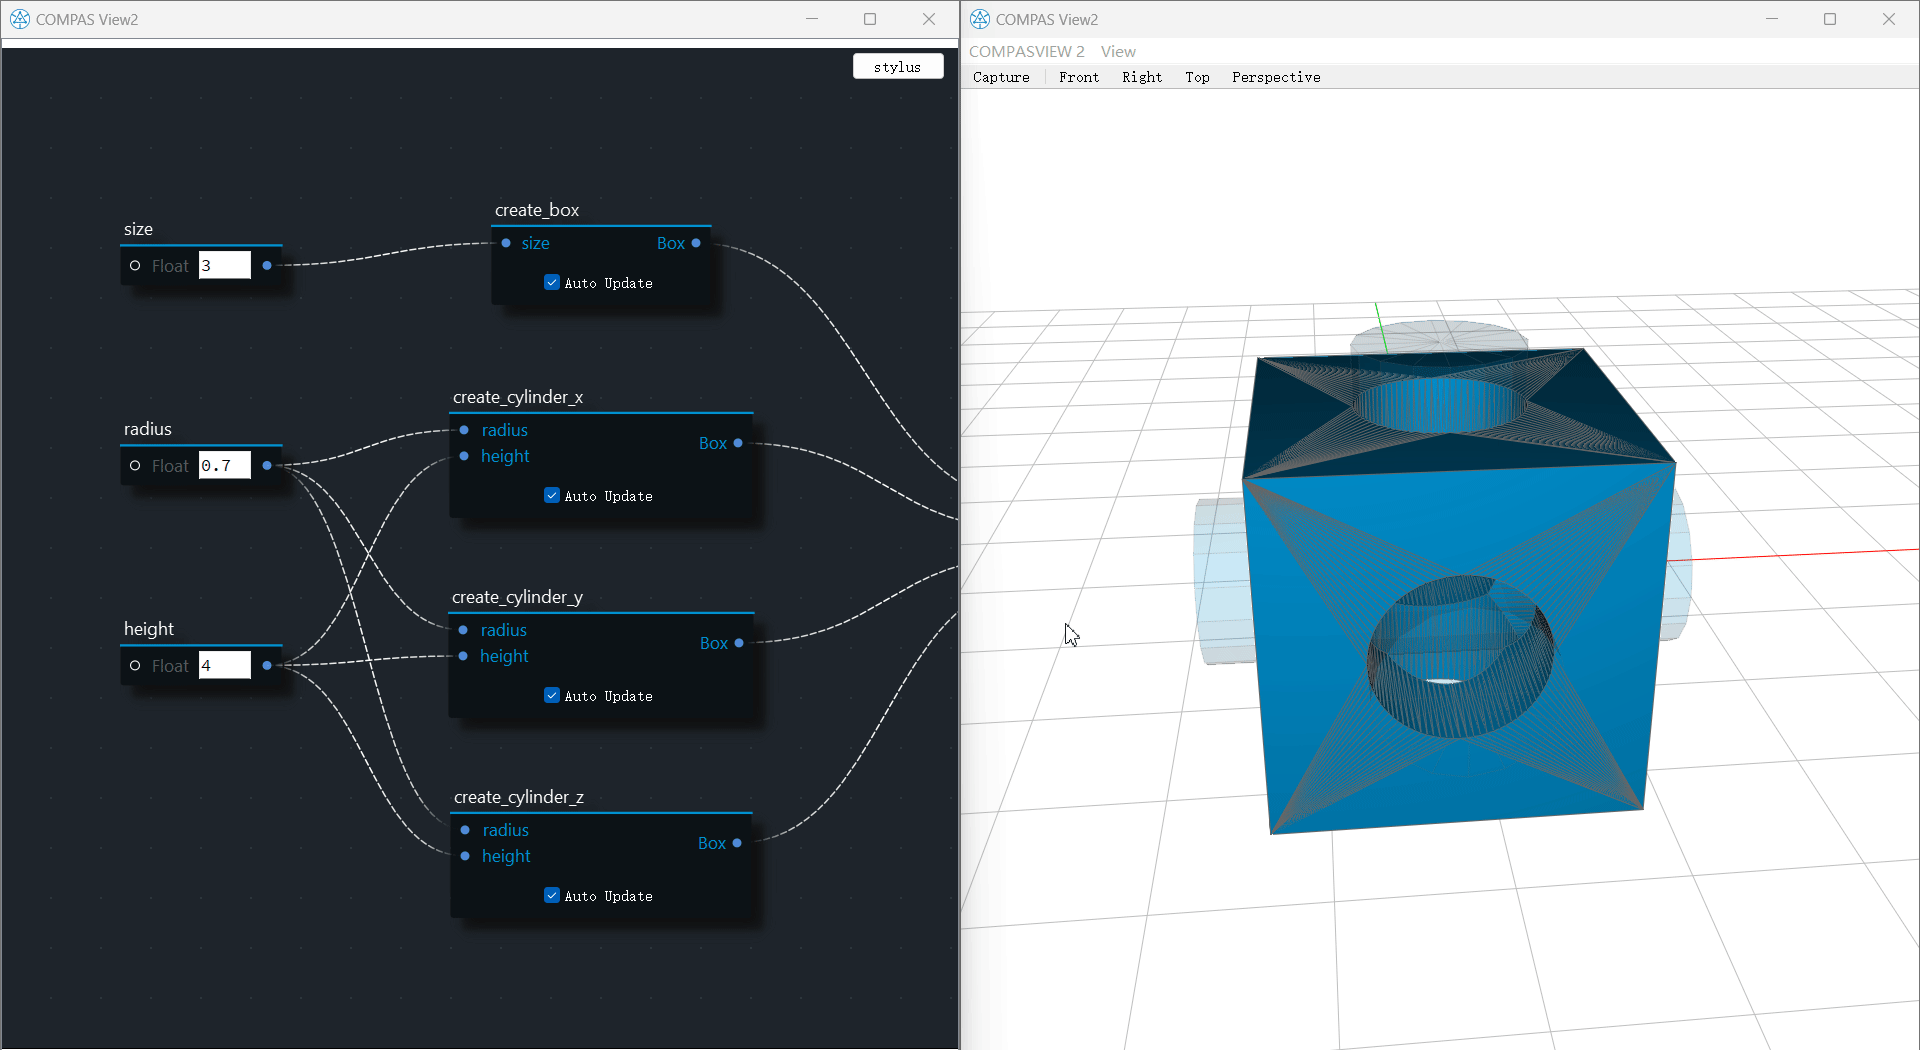 COMPAS View2
stylus
size
Float 3
create_box
size Box
Auto Update
radius
Float 0.7
create_cylinder_x
radius
height
Box
Auto Update
height
Float 4
create_cylinder_y
radius
height
Box
Auto Update
create_cylinder_z
radius
height
Box
Auto Update
COMPAS View2
COMPASVIEW 2 View
Capture Front Right Top Perspective